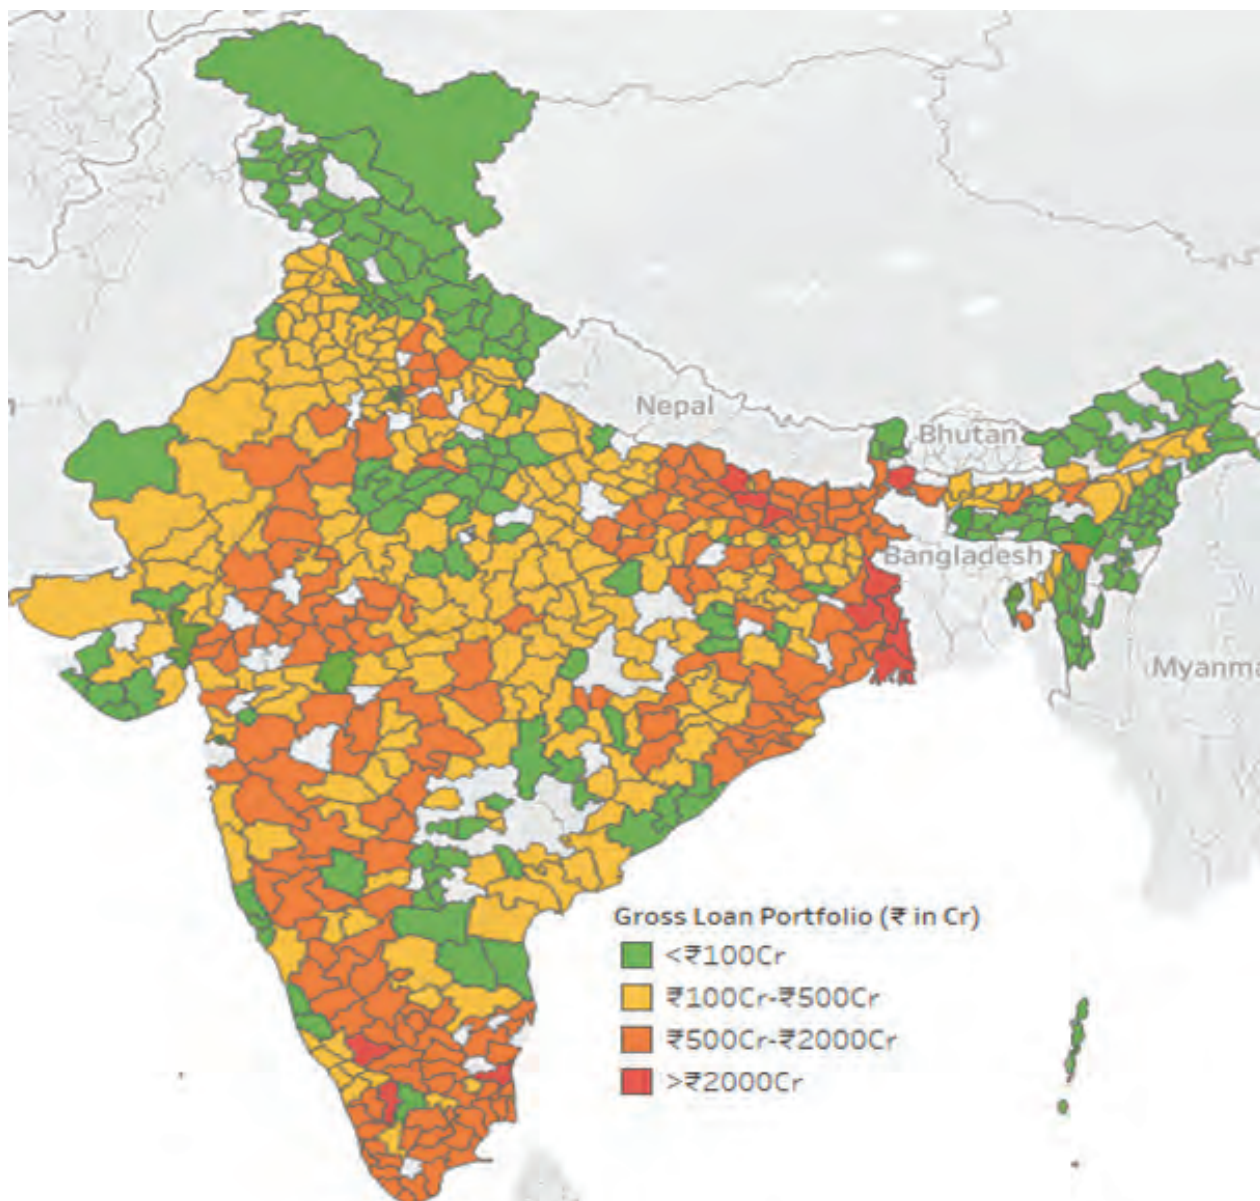 Nepal
Bhutan
Bangladesh
Myanma
Gross Loan Portfolio (₹ in Cr)
<₹100Cr
₹100Cr-₹500Cr
₹500Cr-₹2000Cr
>₹2000Cr